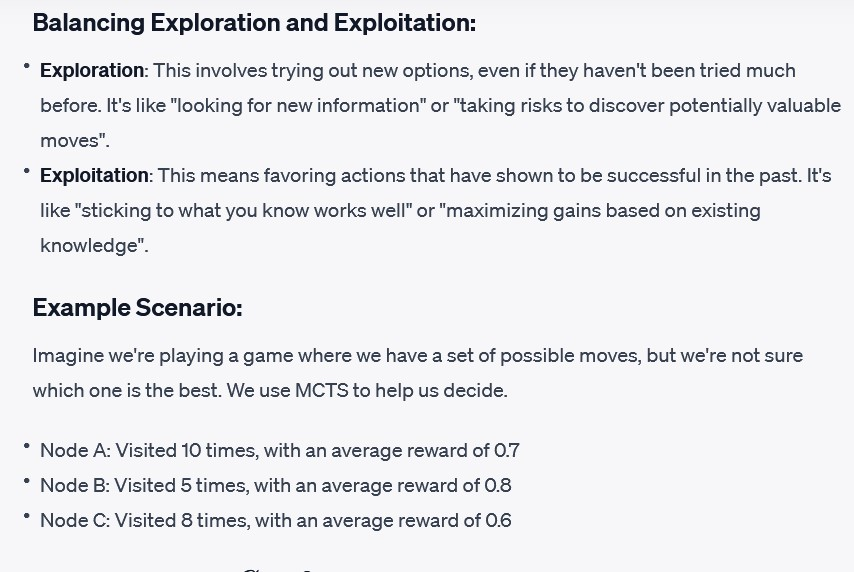 Balancing Exploration and Exploitation:
• Exploration: This involves trying out new options, even if they haven't been tried much
before. It's like "looking for new information" or "taking risks to discover potentially valuable
moves".
• Exploitation: This means favoring actions that have shown to be successful in the past. It's
like "sticking to what you know works well" or "maximizing gains based on existing
knowledge".
Example Scenario:
Imagine we're playing a game where we have a set of possible moves, but we're not sure
which one is the best. We use MCTS to help us decide.
• Node A: Visited 10 times, with an average reward of 0.7
• Node B: Visited 5 times, with an average reward of 0.8
• Node C: Visited 8 times, with an average reward of 0.6